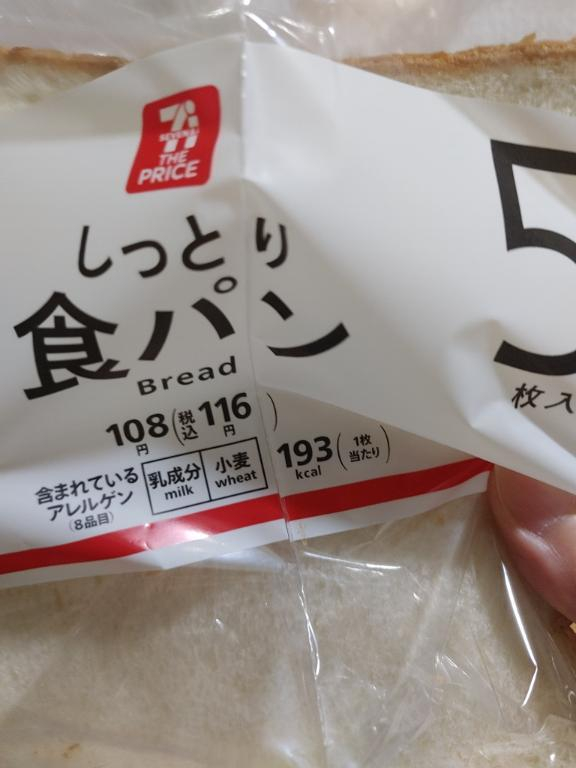 SEVEN & i
THE
PRICE
しっとり
食パン
Bread
5
枚入
108円(税込116円)
含まれている
アレルゲン
(8品目)
乳成分
milk
小麦
wheat
193
kcal
(1枚
当たり)